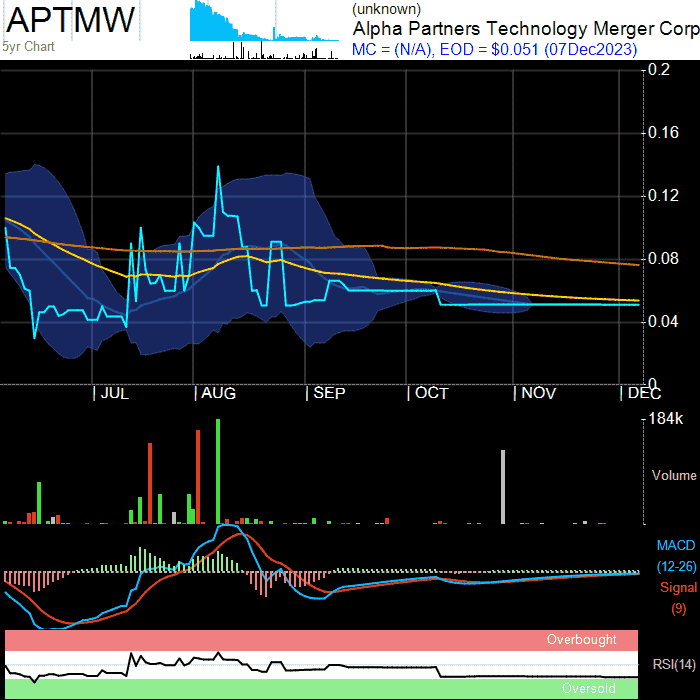 APTMW
5yr Chart
(unknown)
Alpha Partners Technology Merger Corp
MC = (N/A), EOD = $0.051 (07Dec2023)
0.2
0.16
0.12
0.08
0.04
0
JUL AUG SEP OCT NOV DEC
184k
Volume
MACD
(12-26)
Signal
(9)
Overbought
RSI(14)
Oversold